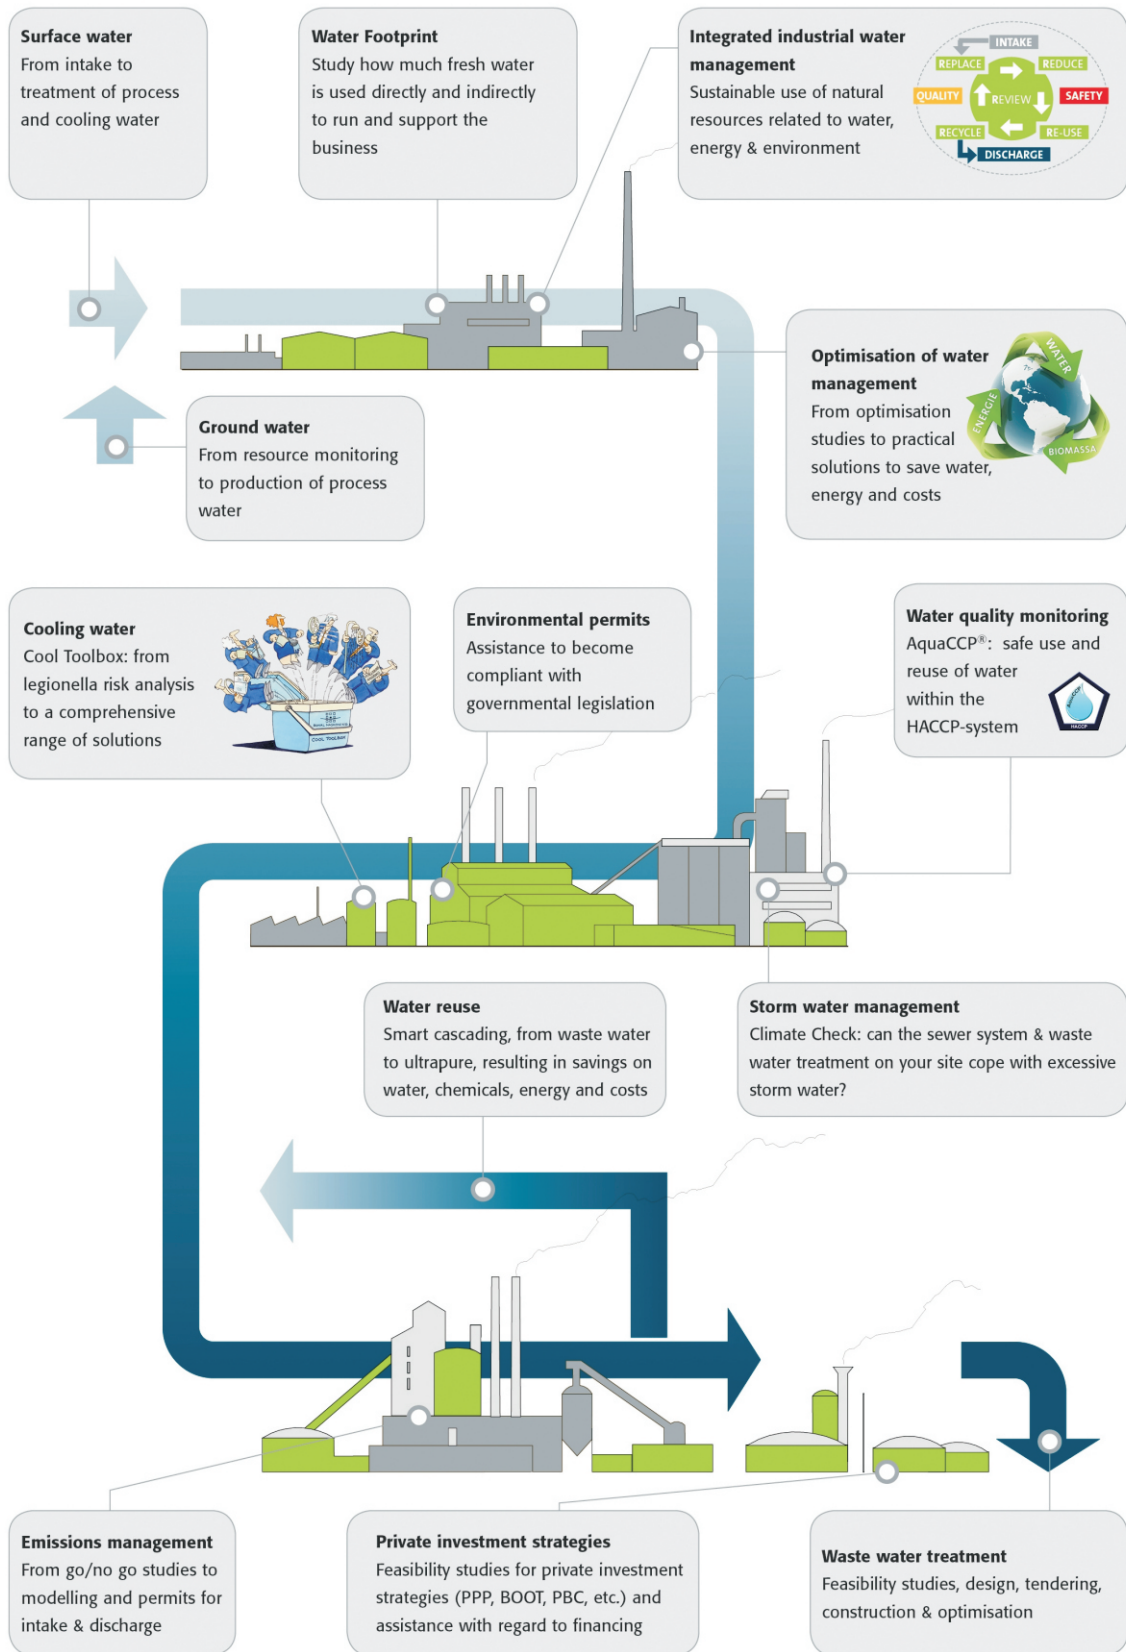 Surface water
From intake to
treatment of process
and cooling water
Water Footprint
Study how much fresh water
is used directly and indirectly
to run and support the
business
Integrated industrial water
management
Sustainable use of natural
resources related to water,
energy & environment
INTAKE
REPLACE
REDUCE
QUALITY
REVIEW
SAFETY
RECYCLE
RE-USE
DISCHARGE
Optimisation of water
management
From optimisation
studies to practical
solutions to save water,
energy and costs
WATER
ENERGIE
BIOMASSA
Ground water
From resource monitoring
to production of process
water
Cooling water
Cool Toolbox: from
legionella risk analysis
to a comprehensive
range of solutions
COOL TOOLBOX
Environmental permits
Assistance to become
compliant with
governmental legislation
Water quality monitoring
AquaCCP®: safe use and
reuse of water
within the
HACCP-system
AquaCCP
HACCP
Water reuse
Smart cascading, from waste water
to ultrapure, resulting in savings on
water, chemicals, energy and costs
Storm water management
Climate Check: can the sewer system & waste
water treatment on your site cope with excessive
storm water?
Emissions management
From go/no go studies to
modelling and permits for
intake & discharge
Private investment strategies
Feasibility studies for private investment
strategies (PPP, BOOT, PBC, etc.) and
assistance with regard to financing
Waste water treatment
Feasibility studies, design, tendering,
construction & optimisation